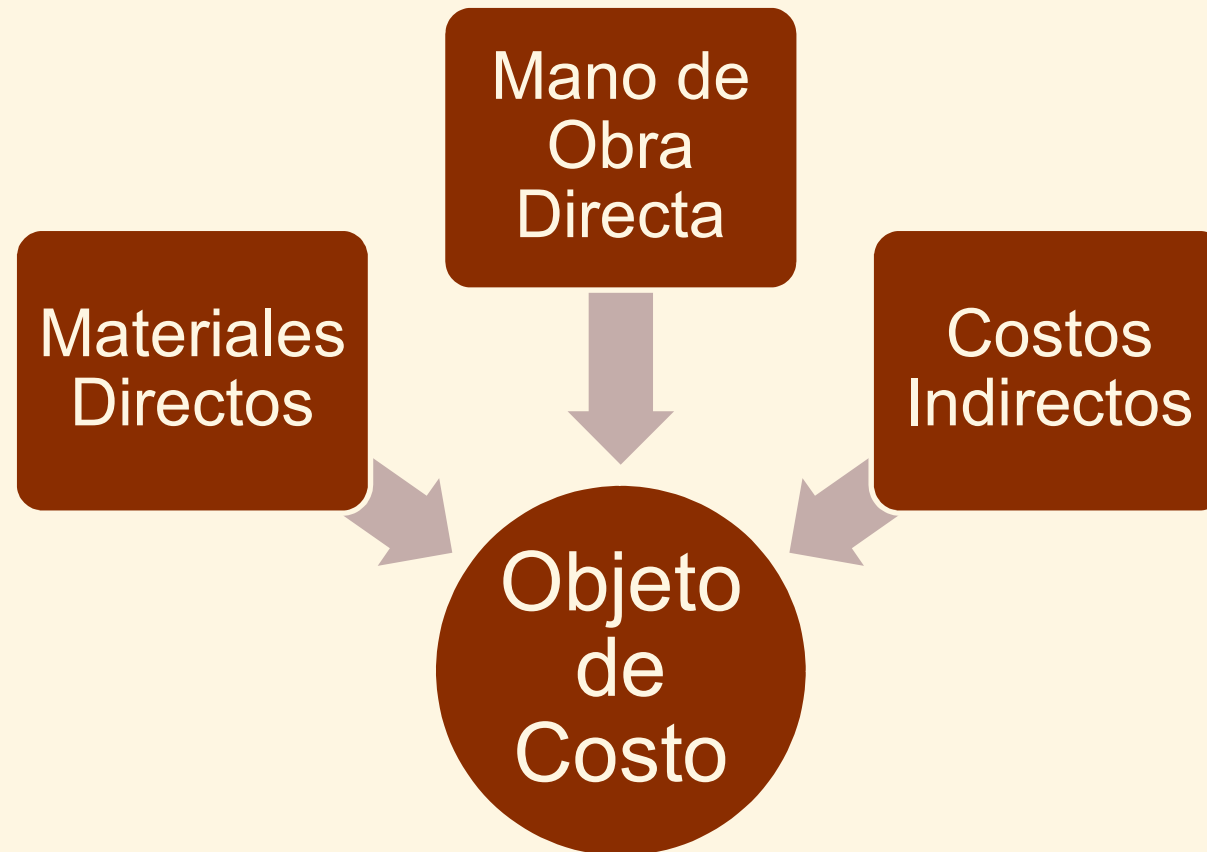 Mano de
Obra
Directa
Materiales
Directos
Costos
Indirectos
Objeto
de
Costo